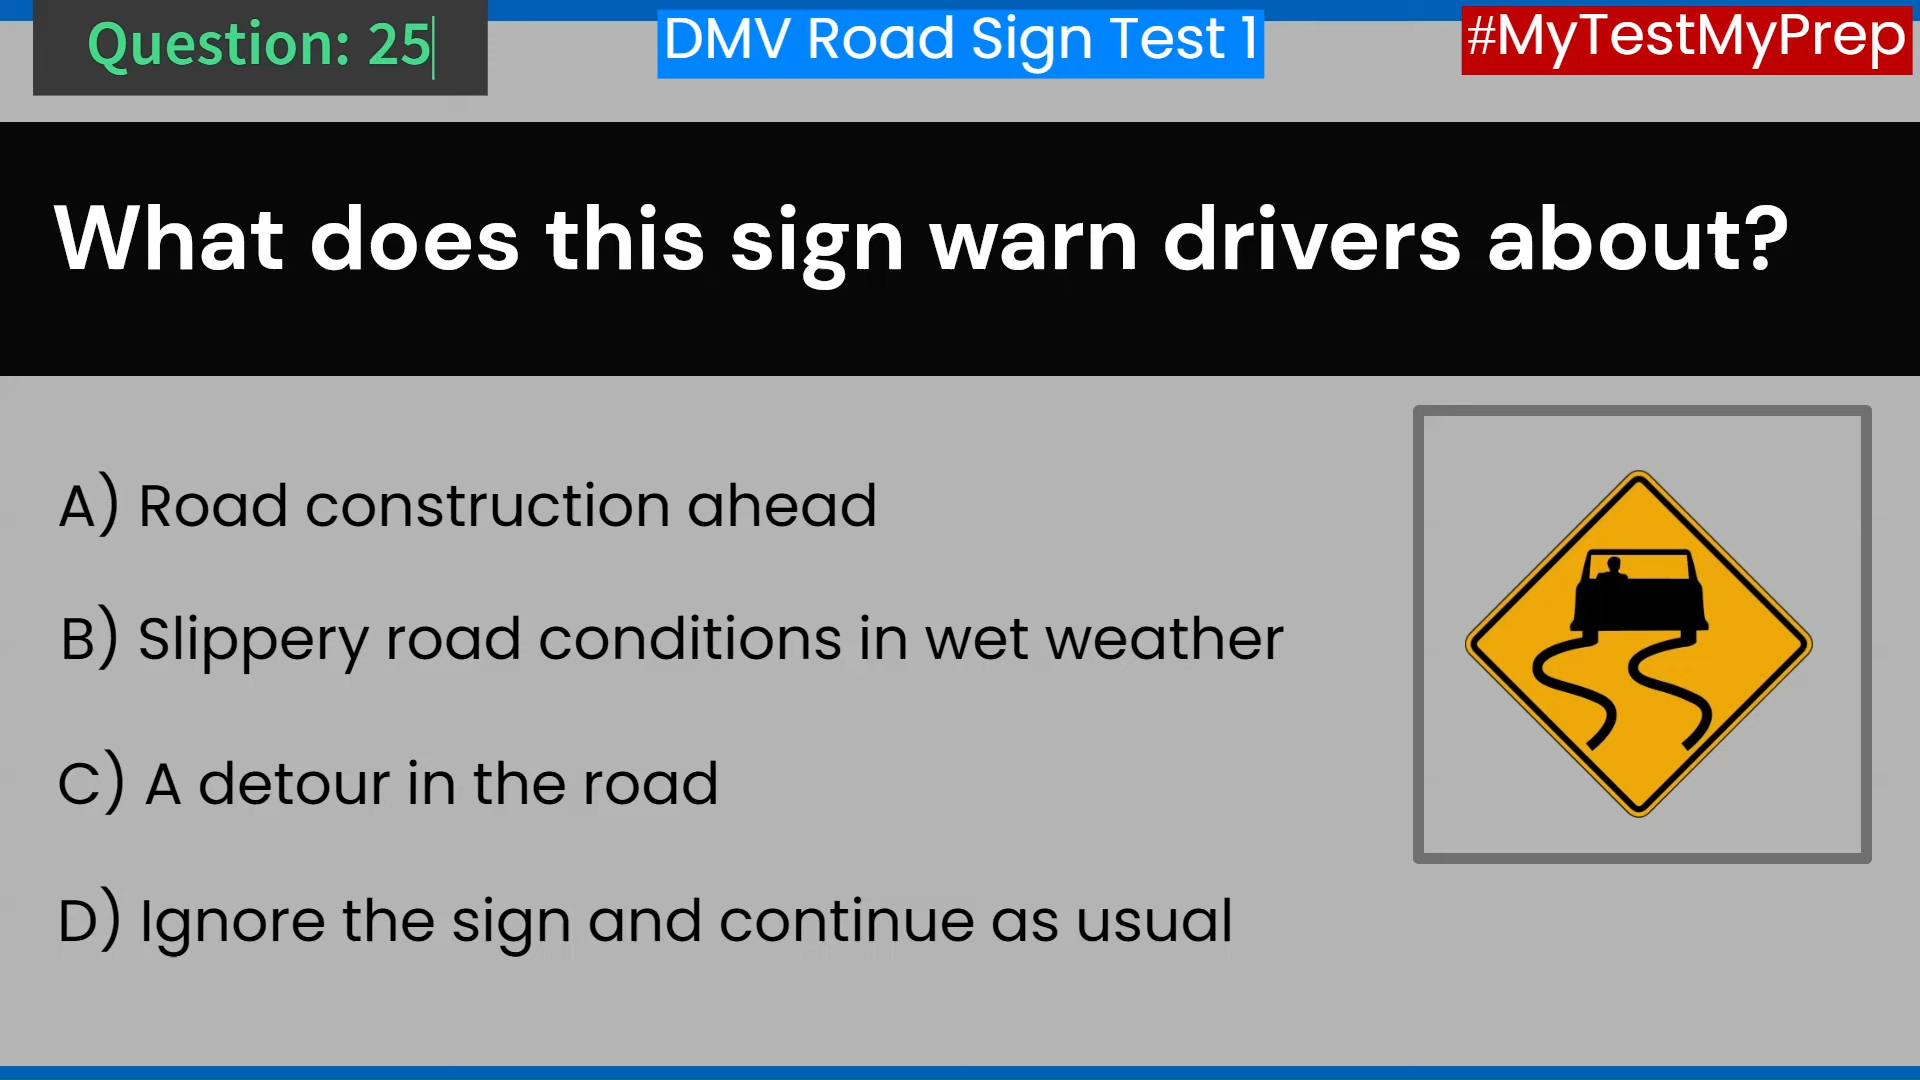 Question: 25
DMV Road Sign Test 1
#MyTestMyPrep
What does this sign warn drivers about?
A) Road construction ahead
B) Slippery road conditions in wet weather
C) A detour in the road
D) Ignore the sign and continue as usual